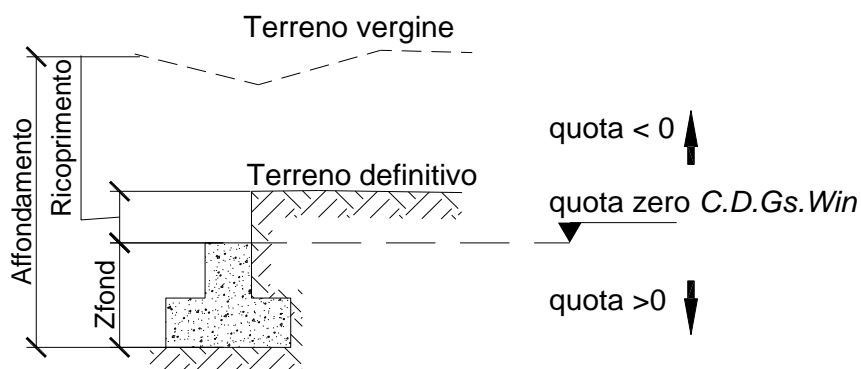 Terreno vergine
Affondamento
Ricoprimento
quota < 0
Terreno definitivo
quota zero C.D.Gs.Win
Zfond
quota >0